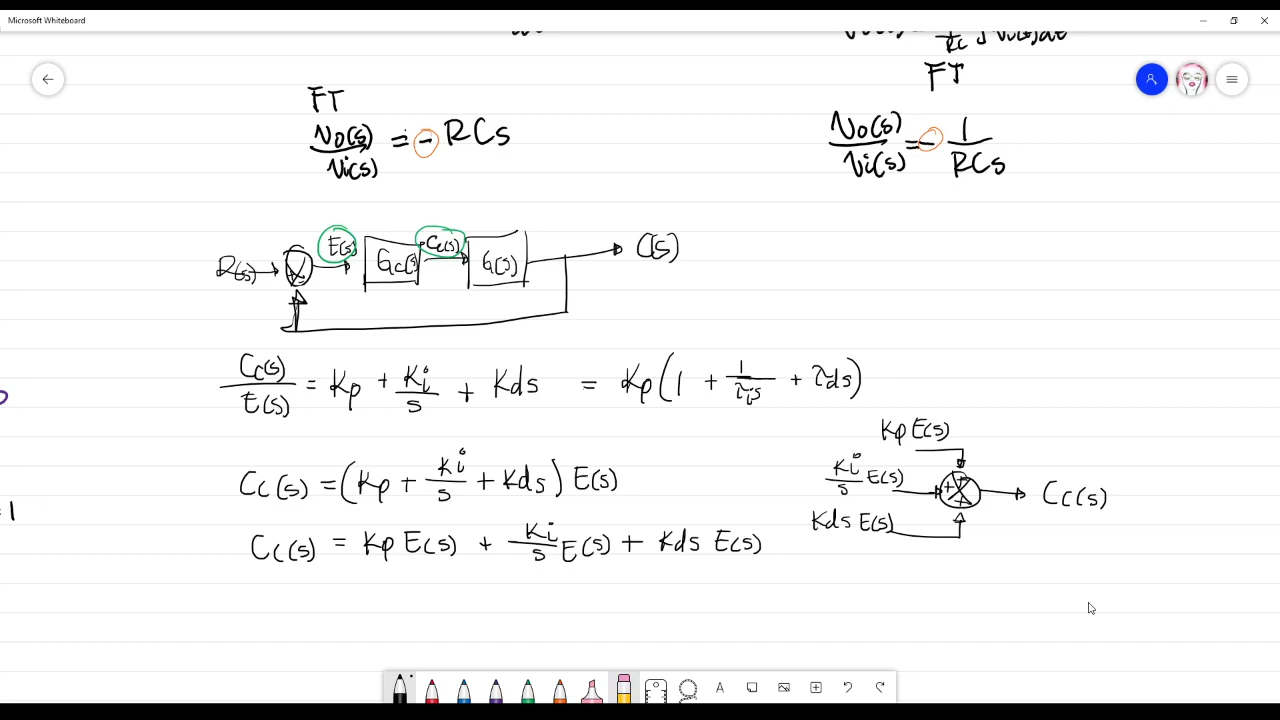 Microsoft Whiteboard
FT
Vo(s)/Vi(s) = - RCs
FT
Vo(s)/Vi(s) = - 1/RCs
R(s) E(s) Gc(s) Cc(s) G(s) C(s)
Cc(s)/E(s) = Kp + Ki/s + Kds = Kp(1 + 1/τis + τds)
Cc(s) = (Kp + Ki/s + Kds) E(s)
Cc(s) = Kp E(s) + Ki/s E(s) + Kds E(s)
Kp E(s)
Ki/s E(s)
Kds E(s)
Cc(s)
=1